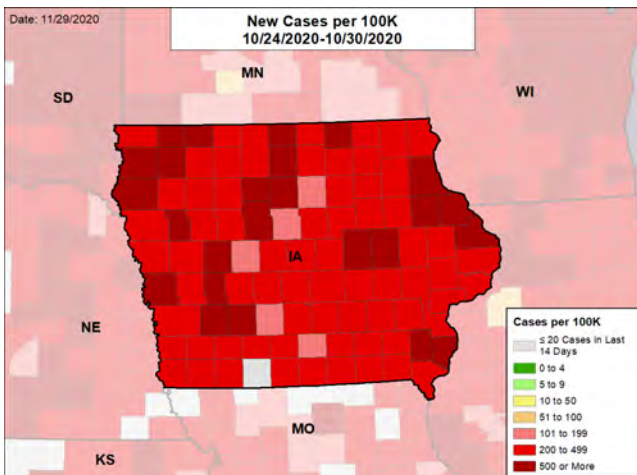 Date: 11/29/2020
New Cases per 100K
10/24/2020-10/30/2020
MN
SD
WI
IA
NE
MO
KS
Cases per 100K
≤ 20 Cases in Last
14 Days
0 to 4
5 to 9
10 to 50
51 to 100
101 to 199
200 to 499
500 or More